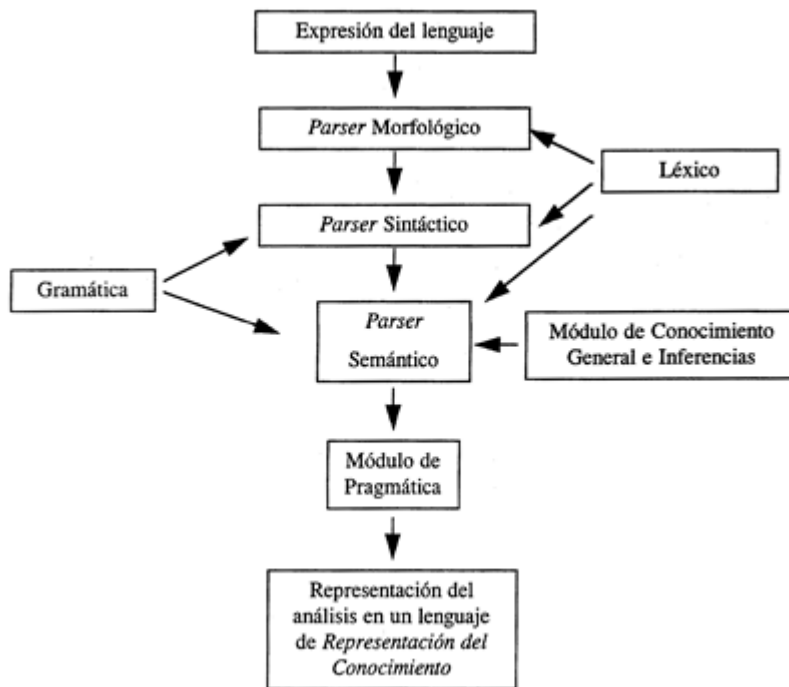 Expresión del lenguaje
Parser Morfológico
Léxico
Parser Sintáctico
Gramática
Parser
Semántico
Módulo de Conocimiento
General e Inferencias
Módulo de
Pragmática
Representación del
análisis en un lenguaje
de Representación del
Conocimiento